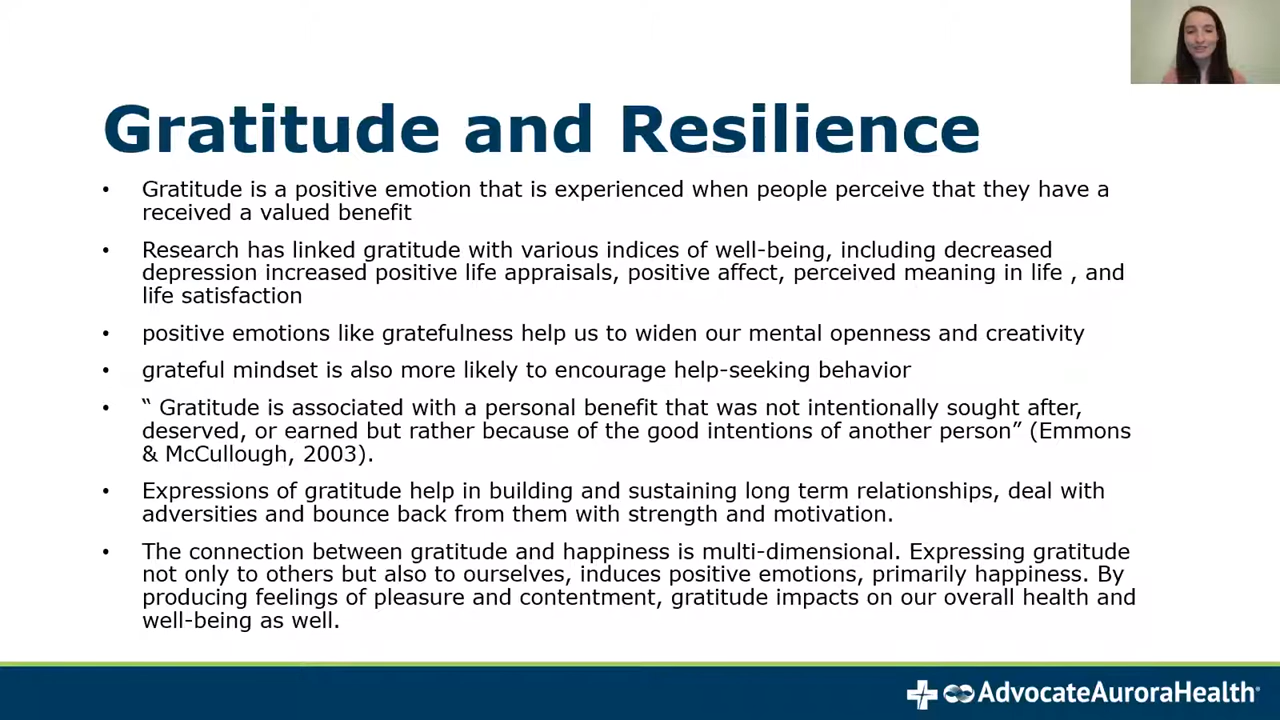 Gratitude and Resilience
• Gratitude is a positive emotion that is experienced when people perceive that they have a
received a valued benefit
• Research has linked gratitude with various indices of well-being, including decreased
depression increased positive life appraisals, positive affect, perceived meaning in life , and
life satisfaction
• positive emotions like gratefulness help us to widen our mental openness and creativity
• grateful mindset is also more likely to encourage help-seeking behavior
• “ Gratitude is associated with a personal benefit that was not intentionally sought after,
deserved, or earned but rather because of the good intentions of another person” (Emmons
& McCullough, 2003).
• Expressions of gratitude help in building and sustaining long term relationships, deal with
adversities and bounce back from them with strength and motivation.
• The connection between gratitude and happiness is multi-dimensional. Expressing gratitude
not only to others but also to ourselves, induces positive emotions, primarily happiness. By
producing feelings of pleasure and contentment, gratitude impacts on our overall health and
well-being as well.
AdvocateAuroraHealth®